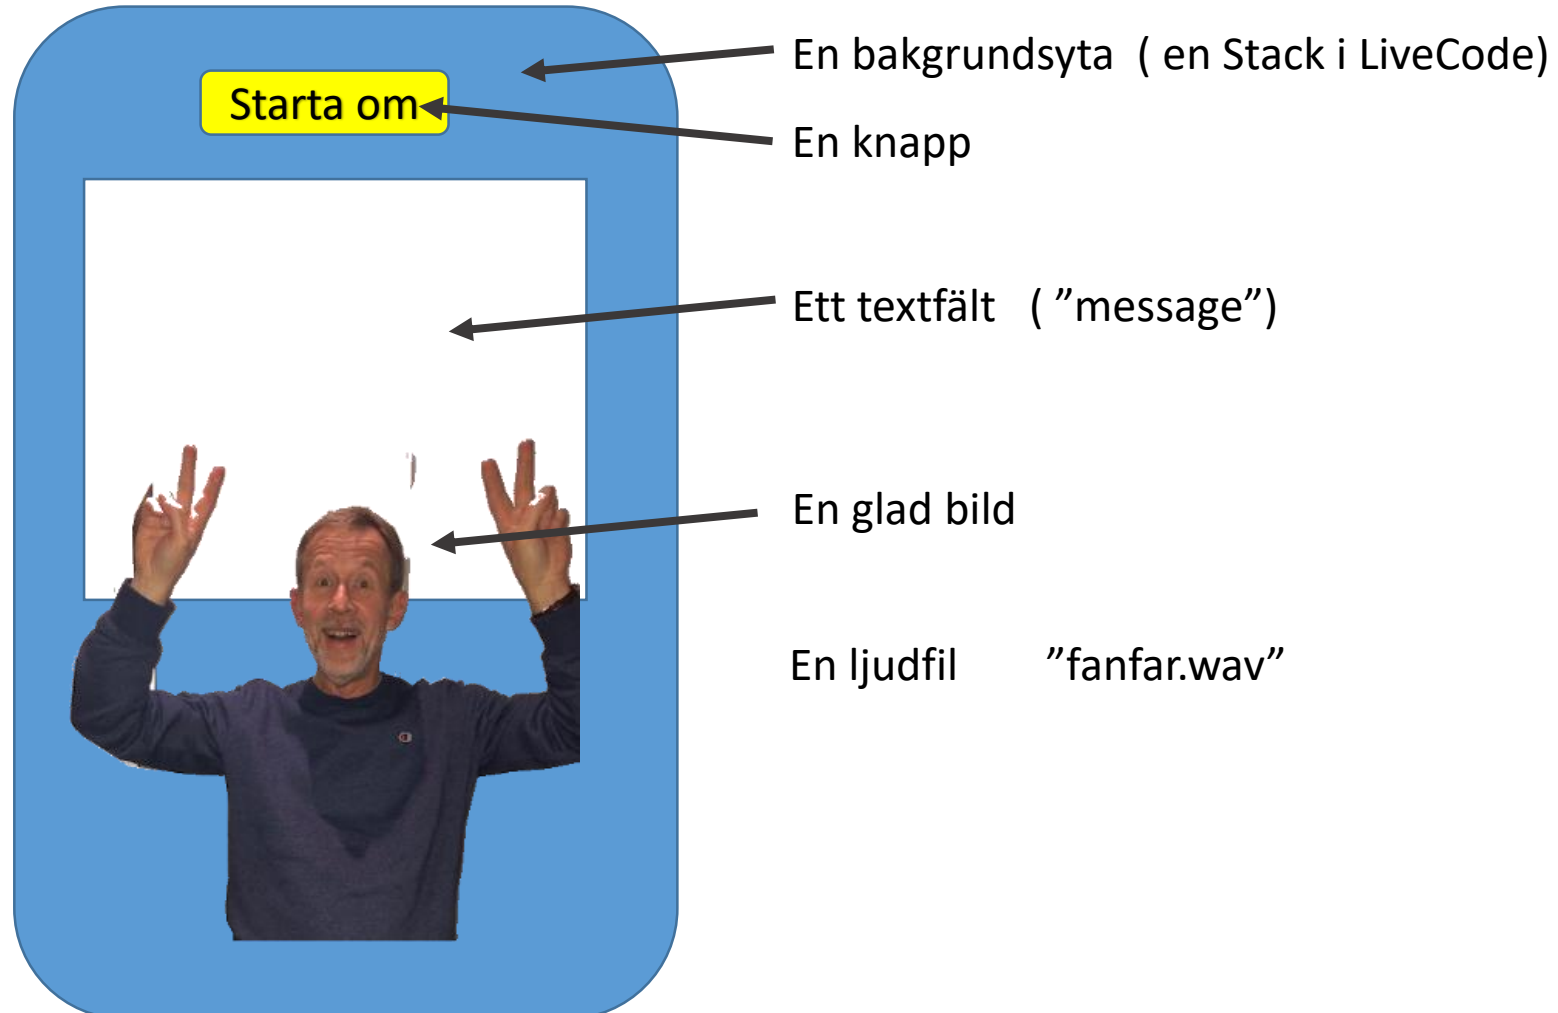 En bakgrundsyta ( en Stack i LiveCode)
Starta om
En knapp
Ett textfält ( ”message”)
En glad bild
En ljudfil ”fanfar.wav”